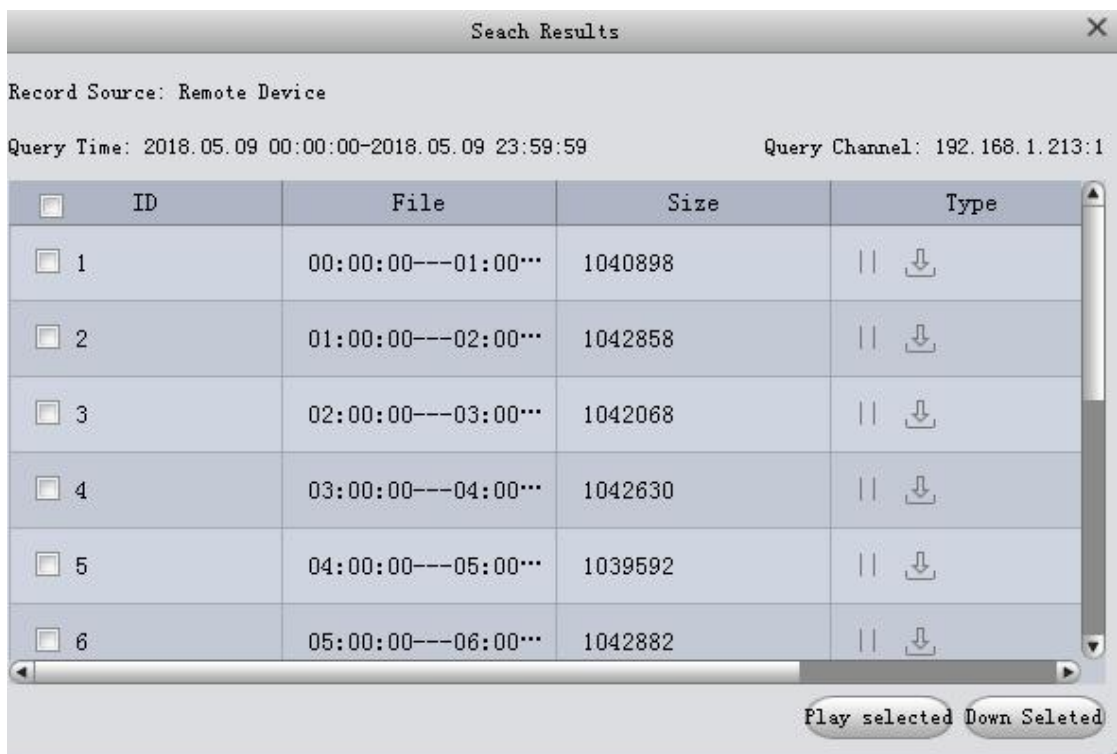 Seach Results
Record Source: Remote Device
Query Time: 2018.05.09 00:00:00-2018.05.09 23:59:59 Query Channel: 192.168.1.213:1
ID File Size Type
1 00:00:00---01:00··· 1040898
2 01:00:00---02:00··· 1042858
3 02:00:00---03:00··· 1042068
4 03:00:00---04:00··· 1042630
5 04:00:00---05:00··· 1039592
6 05:00:00---06:00··· 1042882
Play selected Down Seleted